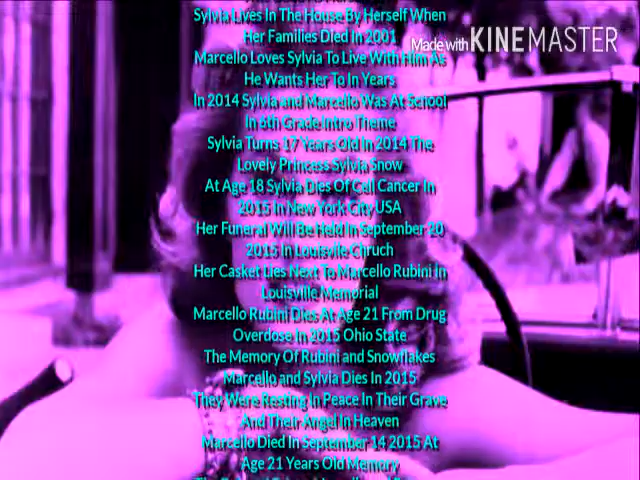 Sylvia Lives In The House By Herself When
Her Families Died In 2001
Made with KINEMASTER
Marcello Loves Sylvia To Live With Him As
He Wants Her To In Years
In 2014 Sylvia and Marcello Was At School
In 6th Grade Intro Theme
Sylvia Turns 17 Years Old In 2014 The
Lovely Princess Sylvia Snow
At Age 18 Sylvia Dies Of Cell Cancer In
2015 In New York City USA
Her Funeral Will Be Held In September 20
2015 In Louisvlle Chruch
Her Casket Lies Next To Marcello Rubini In
Louisville Memorial
Marcello Rubini Dies At Age 21 From Drug
Overdose In 2015 Ohio State
The Memory Of Rubini and Snowflakes
Marcello and Sylvia Dies In 2015
They Were Resting In Peace In Their Grave
And Their Angel In Heaven
Marcello Died In September 14 2015 At
Age 21 Years Old Memory